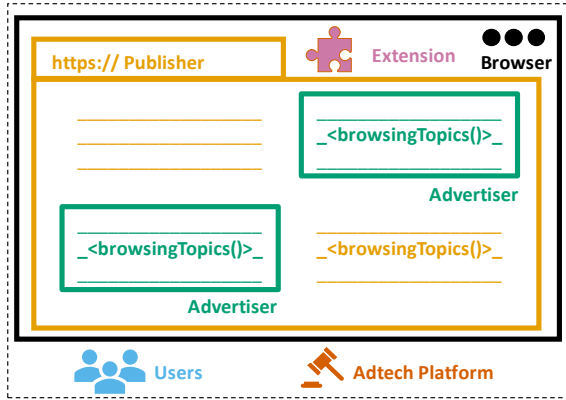 https:// Publisher
Extension
Browser
_<browsingTopics()>_
Advertiser
_<browsingTopics()>_
Advertiser
_<browsingTopics()>_
Users
Adtech Platform